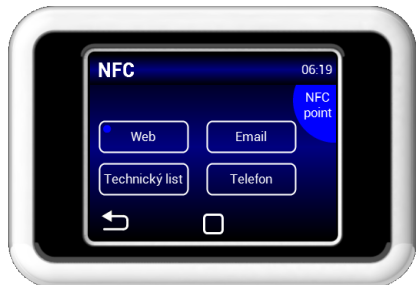 NFC 06:19
NFC
point
Web Email
Technický list Telefon